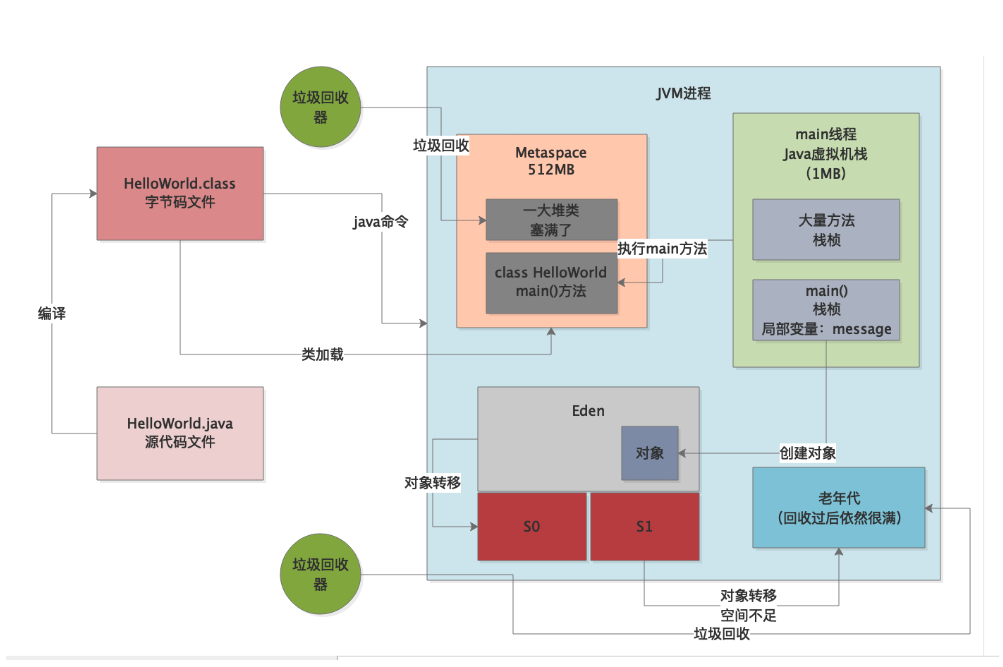 垃圾回收
器
JVM进程
垃圾回收
Metaspace
512MB
main线程
Java虚拟机栈
（1MB）
HelloWorld.class
字节码文件
一大堆类
塞满了
大量方法
栈桢
java命令
执行main方法
class HelloWorld
main()方法
main()
栈桢
局部变量：message
编译
类加载
HelloWorld.java
源代码文件
Eden
对象
创建对象
对象转移
老年代
（回收过后依然很满）
S0
S1
垃圾回收
器
对象转移
空间不足
垃圾回收